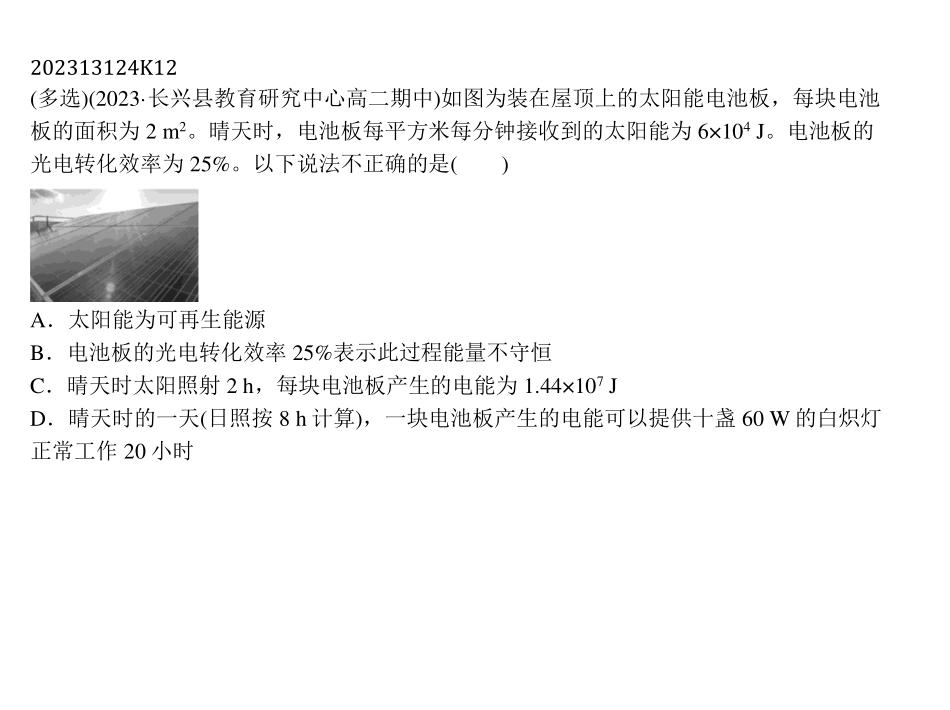 202313124K12
(多选)(2023·长兴县教育研究中心高二期中)如图为装在屋顶上的太阳能电池板，每块电池
板的面积为 2 m²。晴天时，电池板每平方米每分钟接收到的太阳能为 6×10⁴ J。电池板的
光电转化效率为 25%。以下说法不正确的是(　　)
A．太阳能为可再生能源
B．电池板的光电转化效率 25%表示此过程能量不守恒
C．晴天时太阳照射 2 h，每块电池板产生的电能为 1.44×10⁷ J
D．晴天时的一天(日照按 8 h 计算)，一块电池板产生的电能可以提供十盏 60 W 的白炽灯
正常工作 20 小时